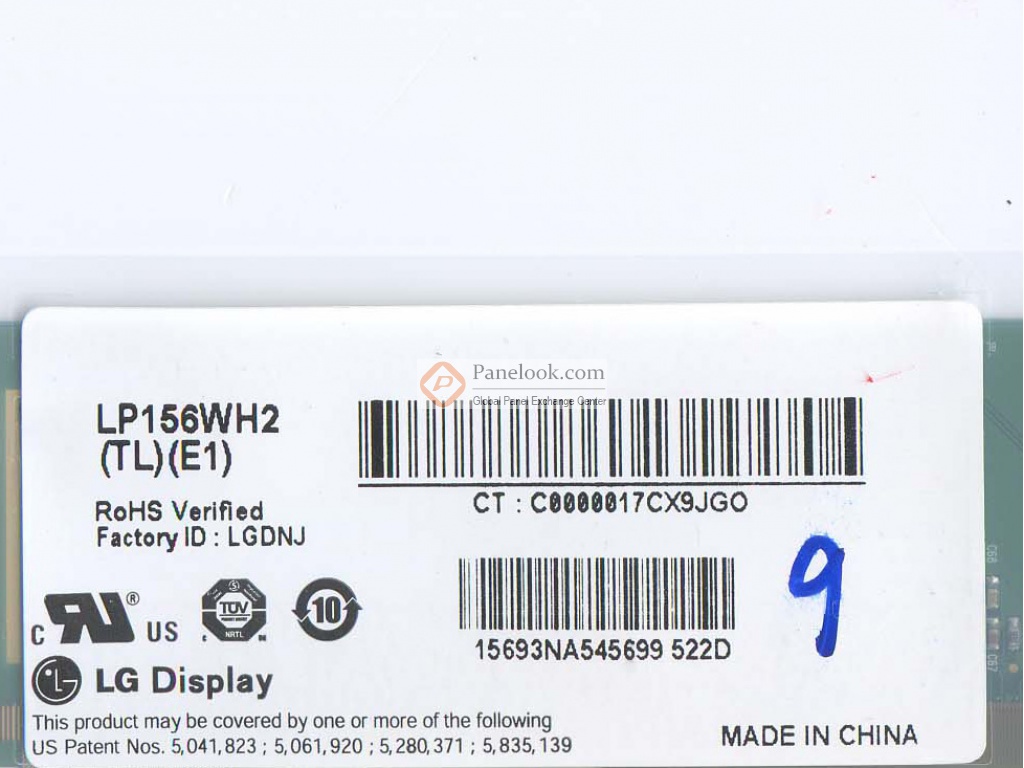 Panelook.com
Global Panel Exchange Center
LP156WH2
(TL)(E1)
CT : C0000017CX9JGO
RoHS Verified
Factory ID : LGDNJ
9
C US
TUV
NRTL
10
15693NA545699 522D
LG Display
This product may be covered by one or more of the following
US Patent Nos. 5,041,823 ; 5,061,920 ; 5,280,371 ; 5,835,139
MADE IN CHINA
C67